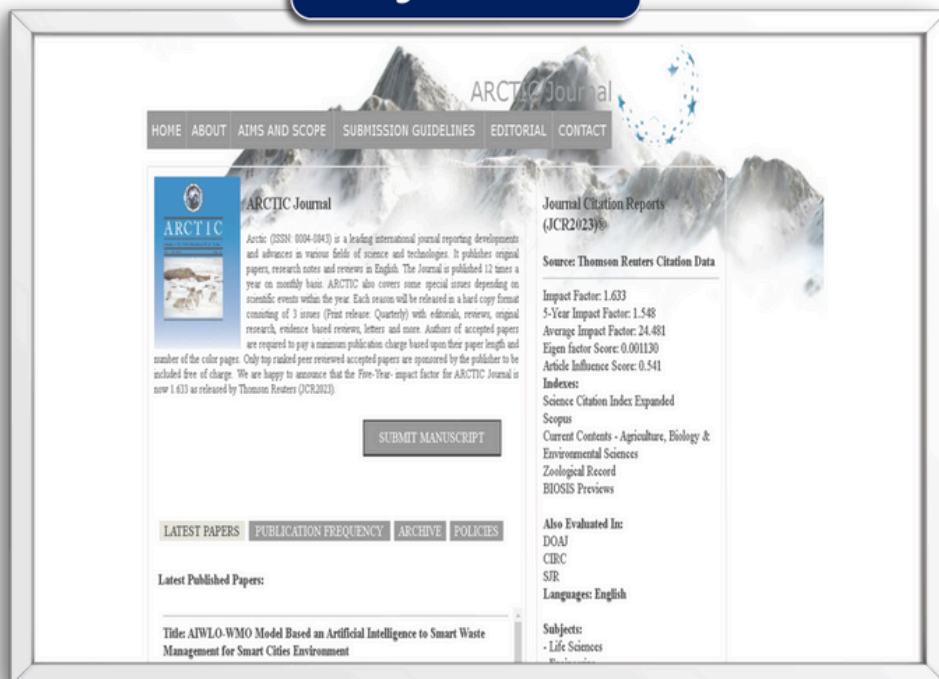 ARCTIC Journal
HOME ABOUT AIMS AND SCOPE SUBMISSION GUIDELINES EDITORIAL CONTACT
ARCTIC
ARCTIC Journal
Arctic (ISSN: 0004-0843) is a leading international journal reporting developments
and advances in various fields of science and technologies. It publishes original
papers, research notes and reviews in English. The Journal is published 12 times a
year on monthly basis. ARCTIC also covers some special issues depending on
scientific events within the year. Each season will be released in a hard copy format
consisting of 3 issues (Print release: Quarterly) with editorials, reviews, original
research, evidence based reviews, letters and more. Authors of accepted papers
are required to pay a minimum publication charge based upon their paper length and
number of the color pages. Only top ranked peer reviewed accepted papers are sponsored by the publisher to be
included free of charge. We are happy to announce that the Five-Year- impact factor for ARCTIC Journal is
now 1.633 as released by Thomson Reuters (JCR2023).
SUBMIT MANUSCRIPT
LATEST PAPERS PUBLICATION FREQUENCY ARCHIVE POLICIES
Latest Published Papers:
Title: AIWLO-WMO Model Based an Artificial Intelligence to Smart Waste
Management for Smart Cities Environment
Journal Citation Reports
(JCR2023)®
Source: Thomson Reuters Citation Data
Impact Factor: 1.633
5-Year Impact Factor: 1.548
Average Impact Factor: 24.481
Eigen factor Score: 0.001130
Article Influence Score: 0.541
Indexes:
Science Citation Index Expanded
Scopus
Current Contents - Agriculture, Biology &
Environmental Sciences
Zoological Record
BIOSIS Previews
Also Evaluated In:
DOAJ
CIRC
SJR
Languages: English
Subjects:
- Life Sciences